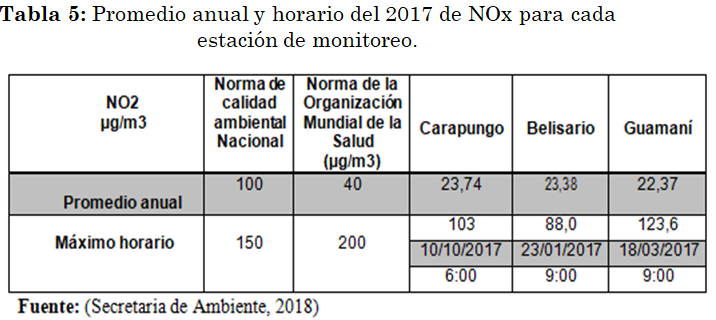 Tabla 5: Promedio anual y horario del 2017 de NOx para cada
estación de monitoreo.
NO2
µg/m3
Norma de
calidad
ambiental
Nacional
Norma de la
Organización
Mundial de la
Salud
(µg/m3)
Carapungo
Belisario
Guamaní
Promedio anual
100
40
23,74
23,38
22,37
Máximo horario
150
200
103
88,0
123,6
10/10/2017
23/01/2017
18/03/2017
6:00
9:00
9:00
Fuente: (Secretaria de Ambiente, 2018)